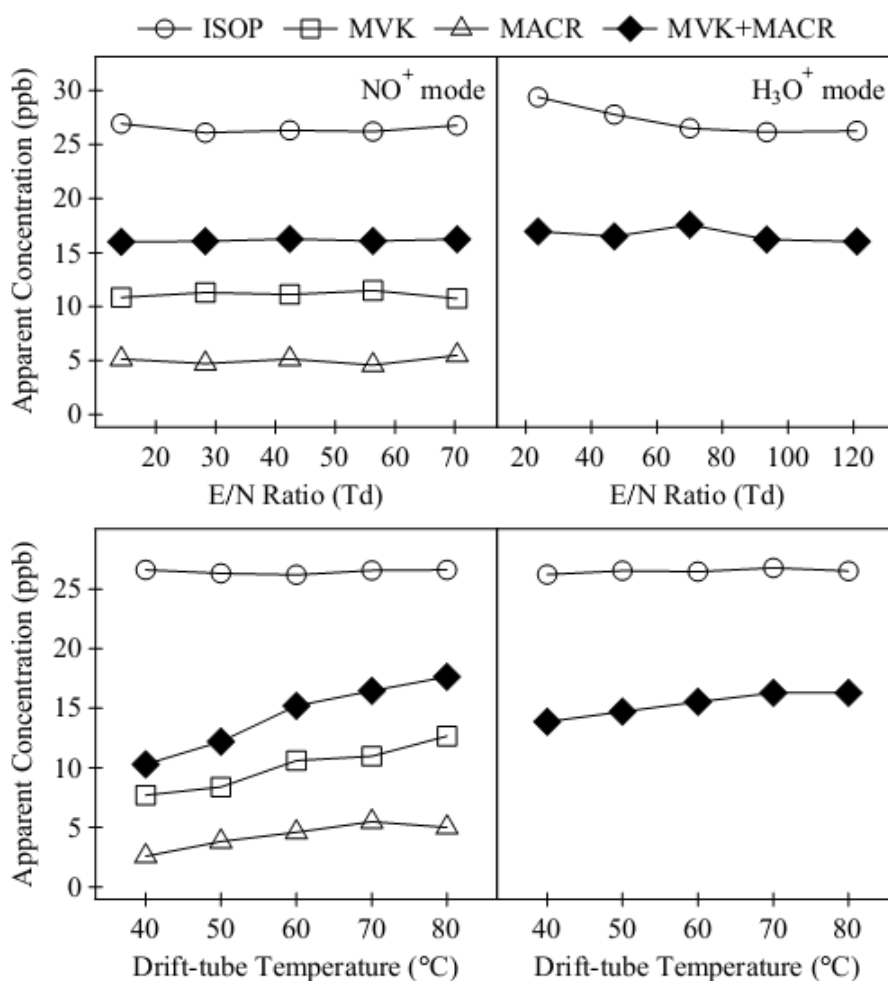 ISOP MVK MACR MVK+MACR
NO+ mode
H3O+ mode
Apparent Concentration (ppb)
30
25
20
15
10
5
0
20 30 40 50 60 70
20 40 60 80 100 120
E/N Ratio (Td)
E/N Ratio (Td)
Apparent Concentration (ppb)
25
20
15
10
5
0
40 50 60 70 80
40 50 60 70 80
Drift-tube Temperature (°C)
Drift-tube Temperature (°C)